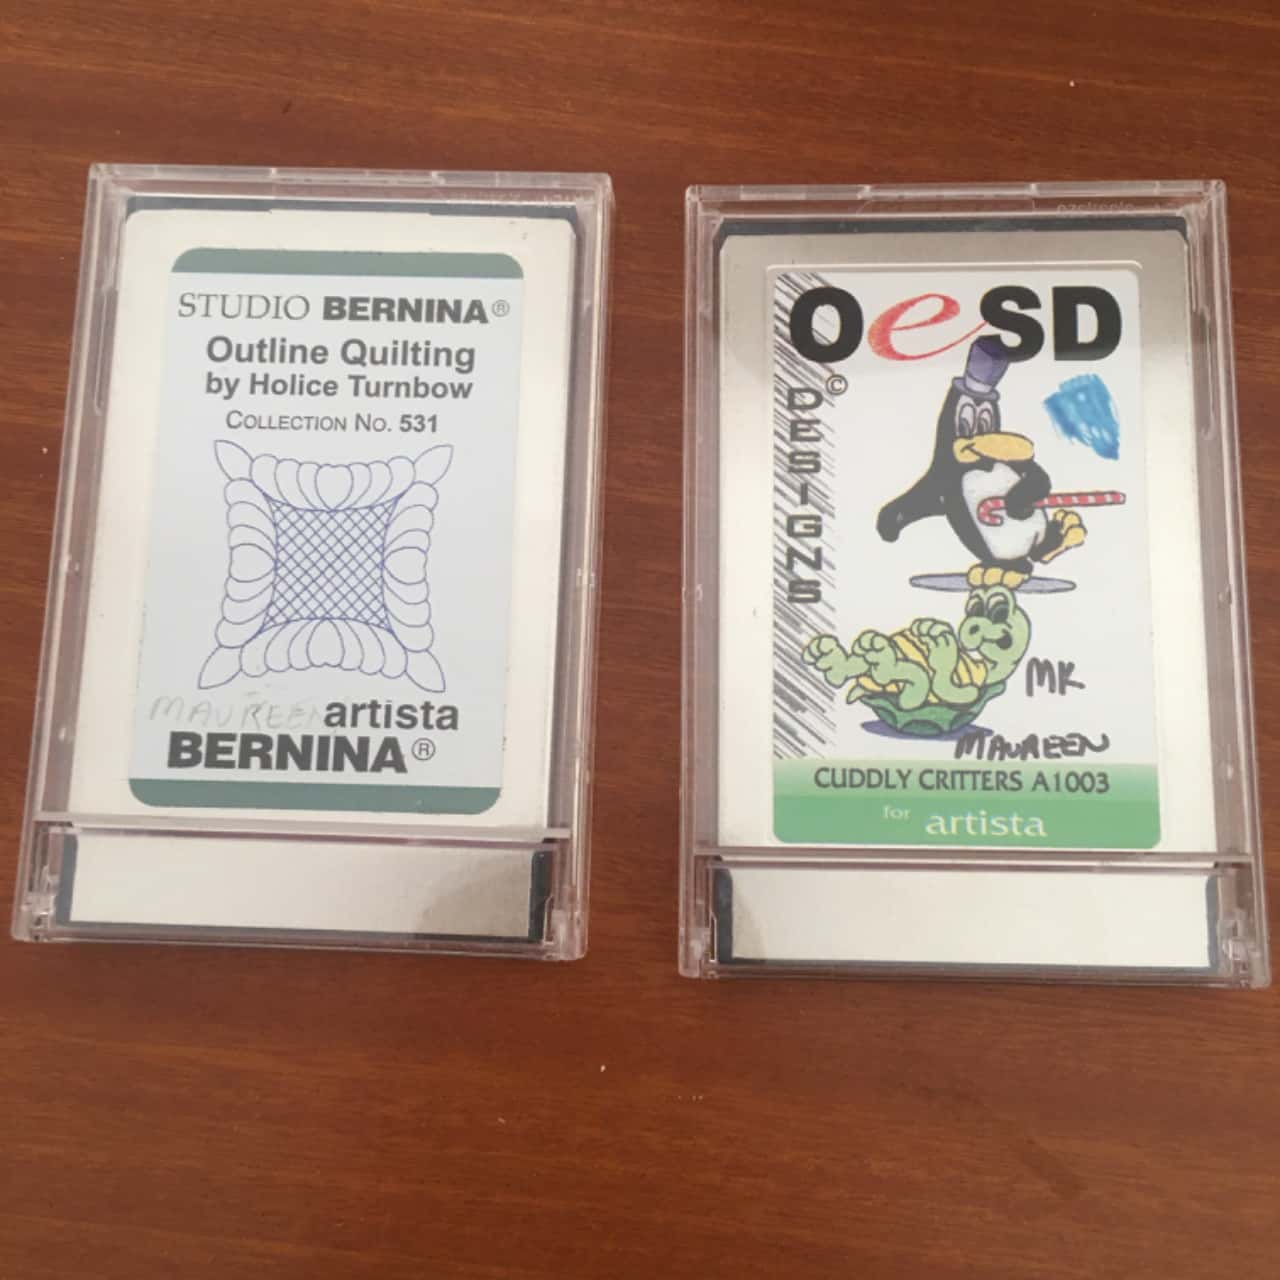 STUDIO BERNINA®
Outline Quilting
by Holice Turnbow
COLLECTION NO. 531
MAUREEN
artista
BERNINA®
OeSD
©
DESIGNS
MK
MAUREEN
CUDDLY CRITTERS A1003
for artista